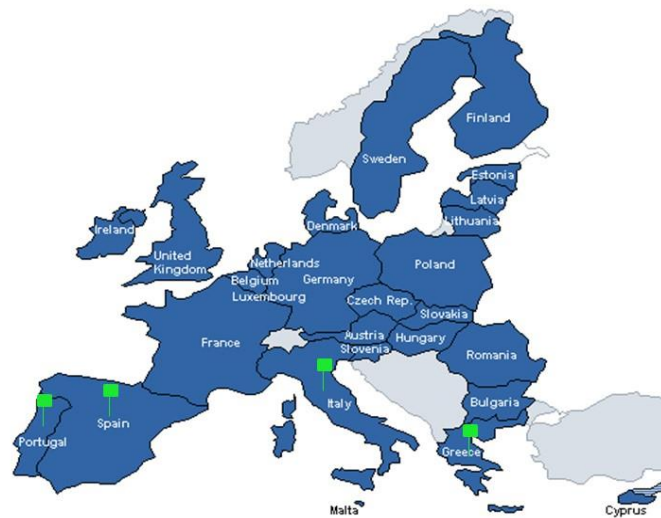 Finland
Sweden
Estonia
Latvia
Lithuania
Denmark
Ireland
United
Kingdom
Netherlands
Belgium
Luxembourg
Germany
Poland
Czech Rep.
Slovakia
France
Austria
Slovenia
Hungary
Romania
Italy
Bulgaria
Portugal
Spain
Greece
Malta
Cyprus